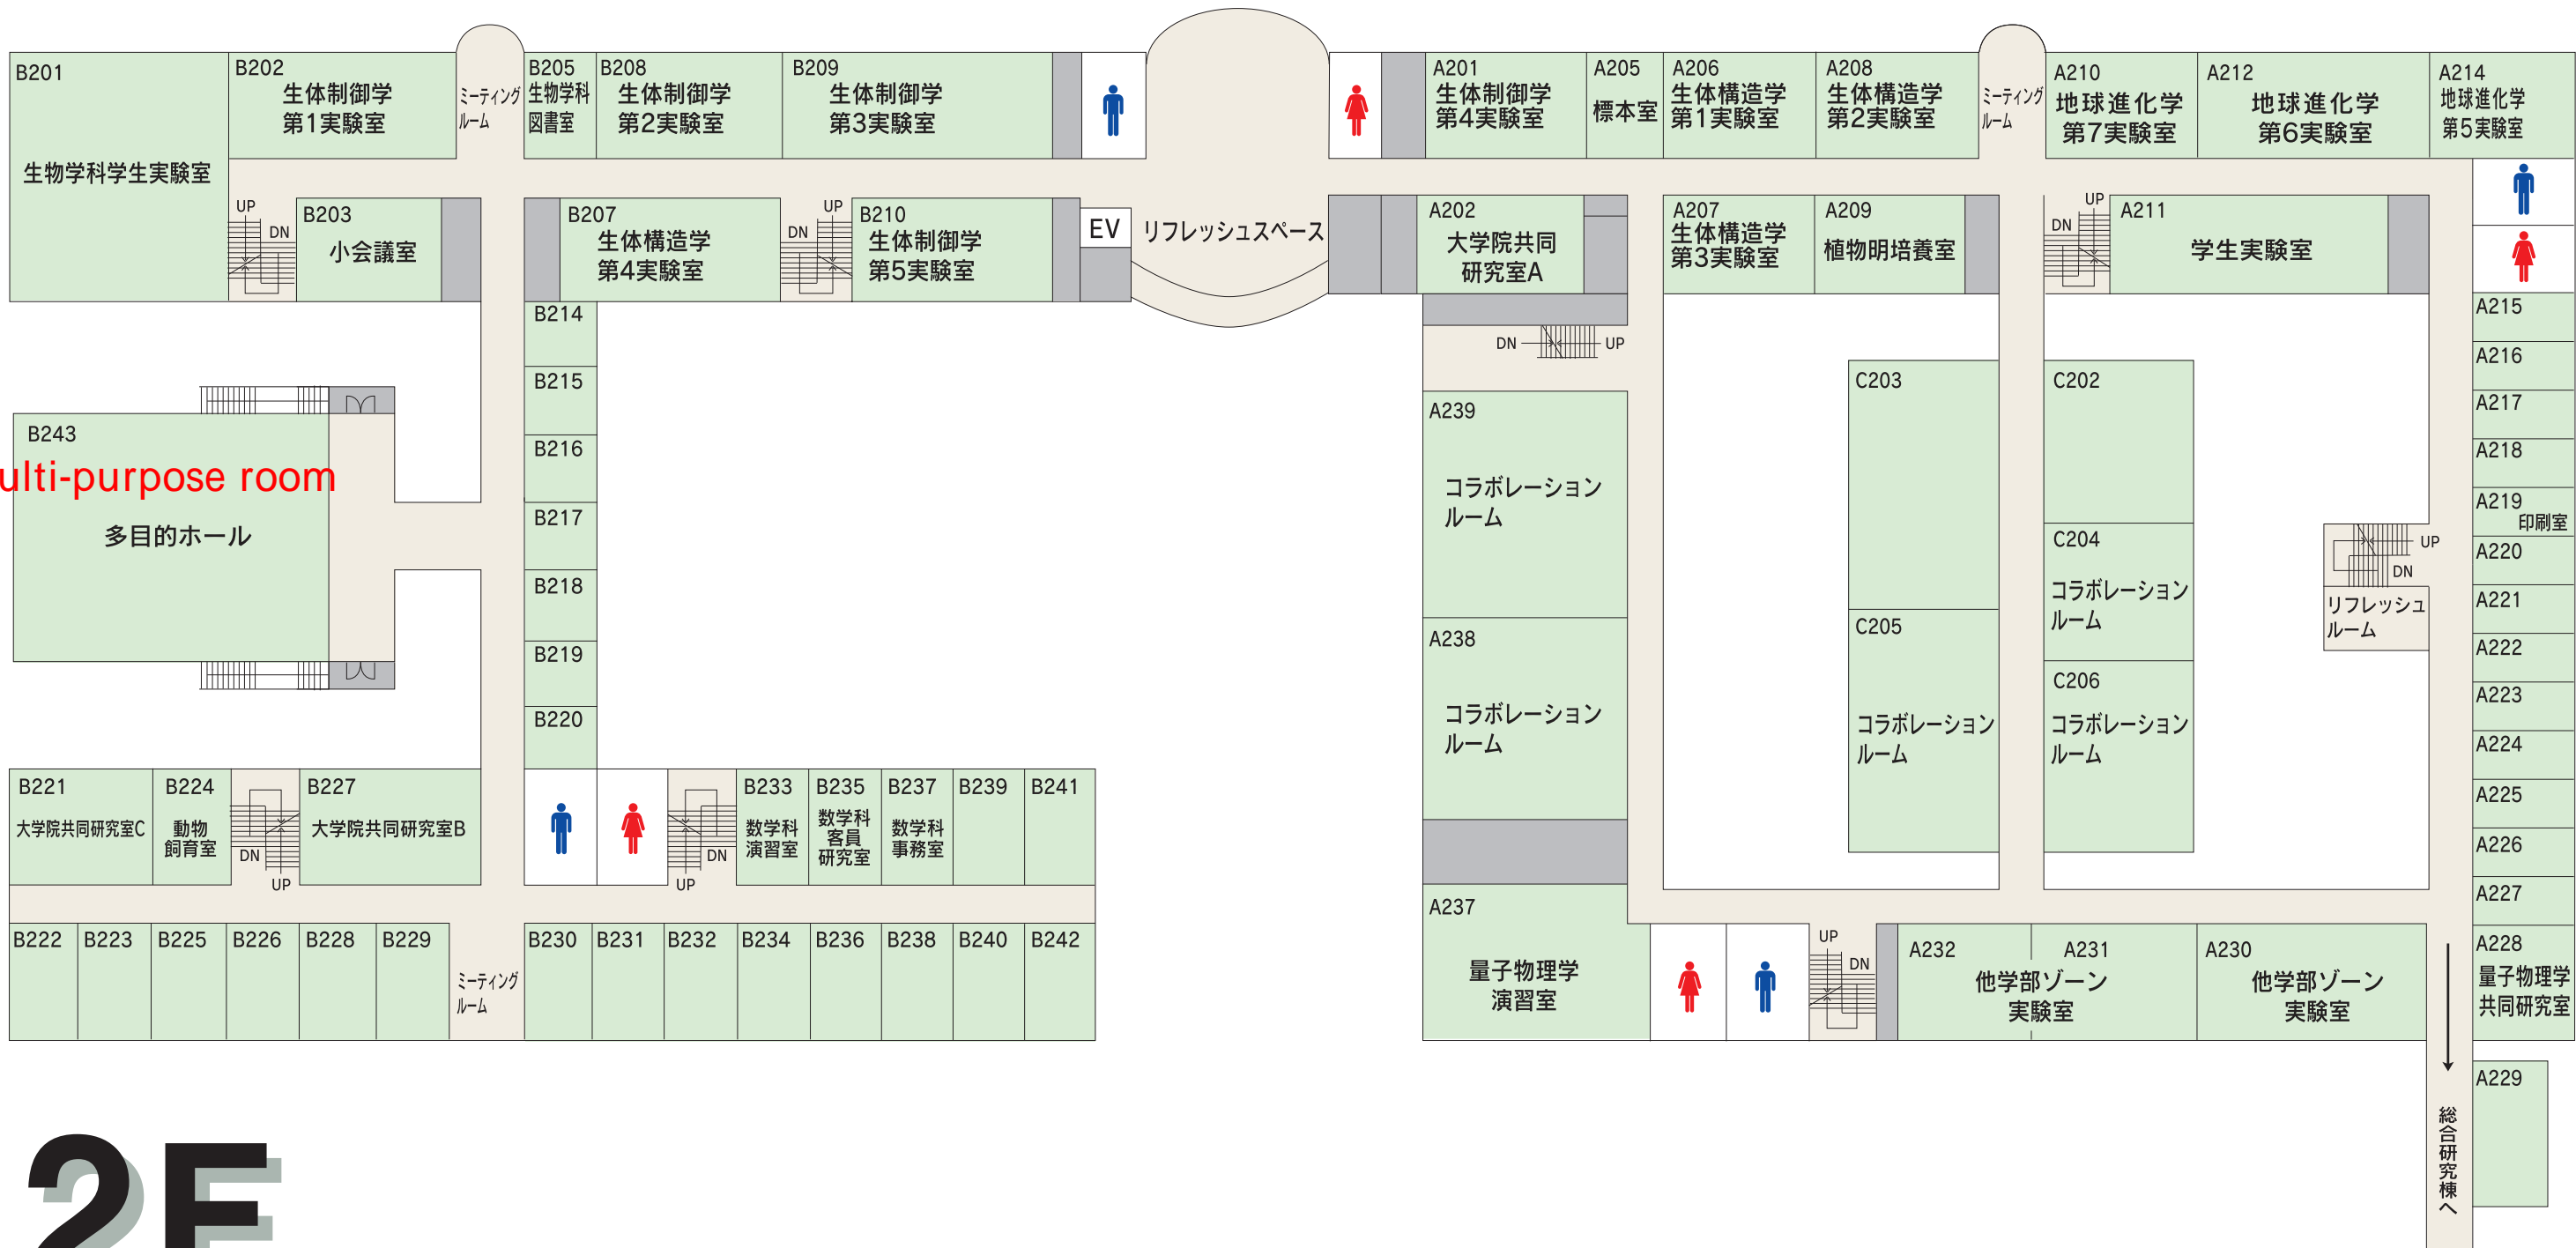 B201
生物学科学生実験室
B202
生体制御学
第1実験室
ミーティング
ルーム
B205
生物学科
図書室
B208
生体制御学
第2実験室
B209
生体制御学
第3実験室
A201
生体制御学
第4実験室
A205
標本室
A206
生体構造学
第1実験室
A208
生体構造学
第2実験室
ミーティング
ルーム
A210
地球進化学
第7実験室
A212
地球進化学
第6実験室
A214
地球進化学
第5実験室
UP
DN
B203
小会議室
B207
生体構造学
第4実験室
UP
DN
B210
生体制御学
第5実験室
EV
リフレッシュスペース
A202
大学院共同
研究室A
A207
生体構造学
第3実験室
A209
植物明培養室
UP
DN
A211
学生実験室
DN
UP
B214
B215
B216
B217
B218
B219
B220
B243
ulti-purpose room
多目的ホール
A239
コラボレーション
ルーム
A238
コラボレーション
ルーム
C203
C205
コラボレーション
ルーム
C202
C204
コラボレーション
ルーム
C206
コラボレーション
ルーム
UP
DN
リフレッシュ
ルーム
A215
A216
A217
A218
A219
印刷室
A220
A221
A222
A223
A224
A225
A226
A227
A228
量子物理学
共同研究室
A229
B221
大学院共同研究室C
B224
動物
飼育室
DN
UP
B227
大学院共同研究室B
DN
UP
B233
数学科
演習室
B235
数学科
客員
研究室
B237
数学科
事務室
B239
B241
B222
B223
B225
B226
B228
B229
ミーティング
ルーム
B230
B231
B232
B234
B236
B238
B240
B242
A237
量子物理学
演習室
UP
DN
A232
A231
他学部ゾーン
実験室
A230
他学部ゾーン
実験室
総合研究棟へ
2F